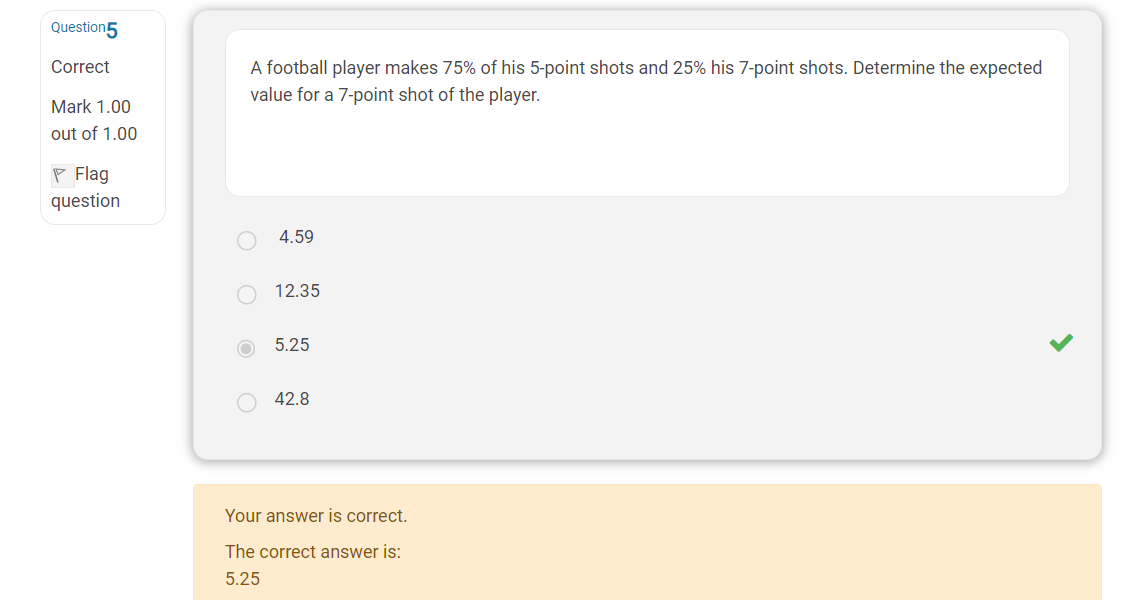 Question 5
Correct
Mark 1.00
out of 1.00
Flag
question
A football player makes 75% of his 5-point shots and 25% his 7-point shots. Determine the expected
value for a 7-point shot of the player.
4.59
12.35
5.25
42.8
Your answer is correct.
The correct answer is:
5.25